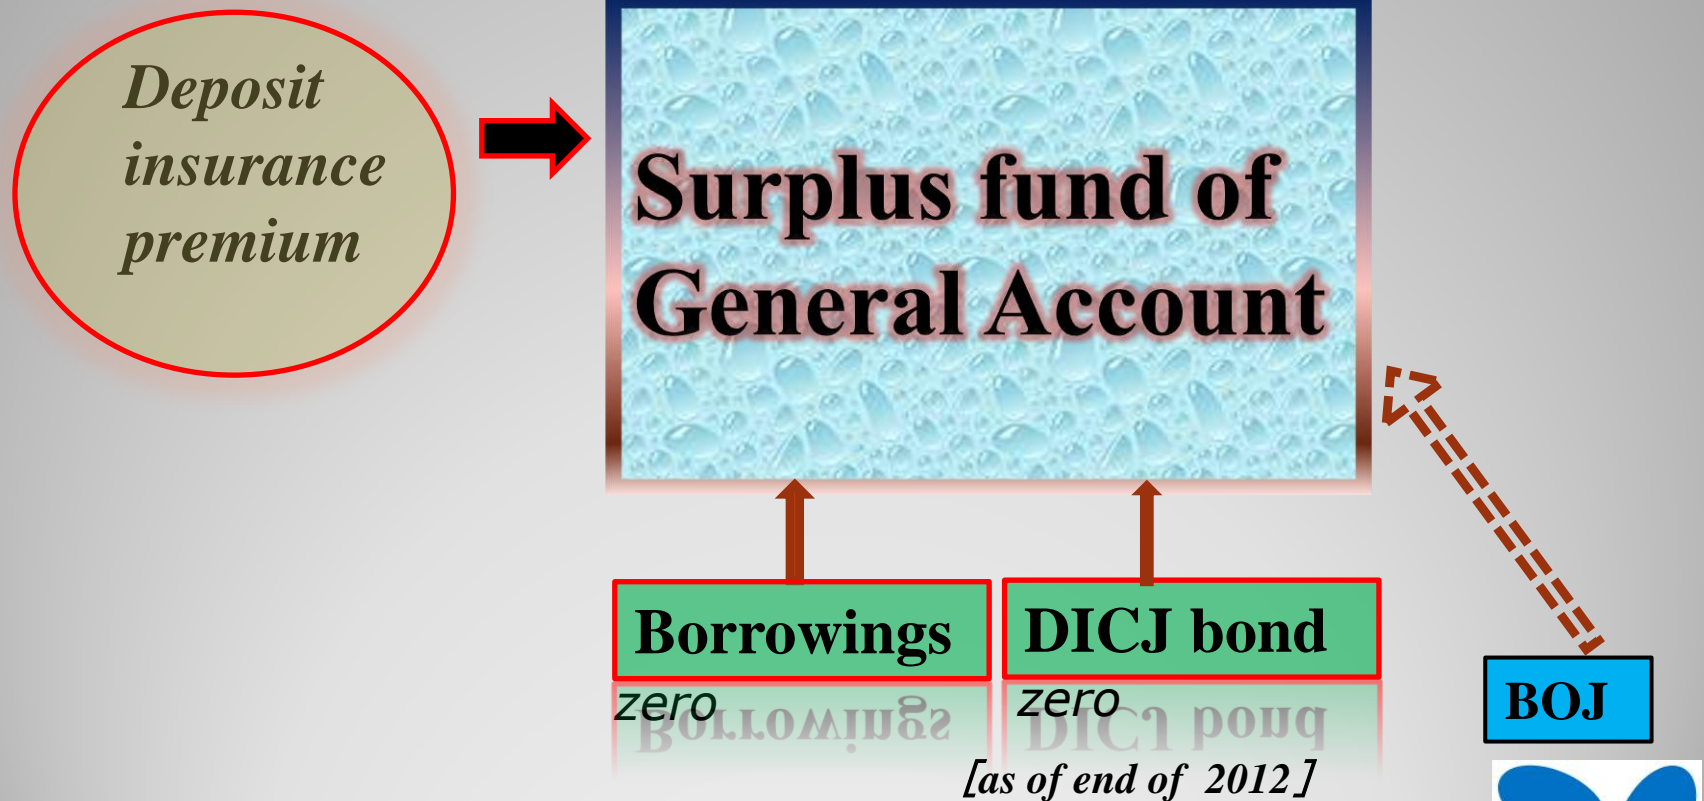 Deposit
insurance
premium
Surplus fund of
General Account
Borrowings
DICJ bond
zero
zero
BOJ
[as of end of 2012]